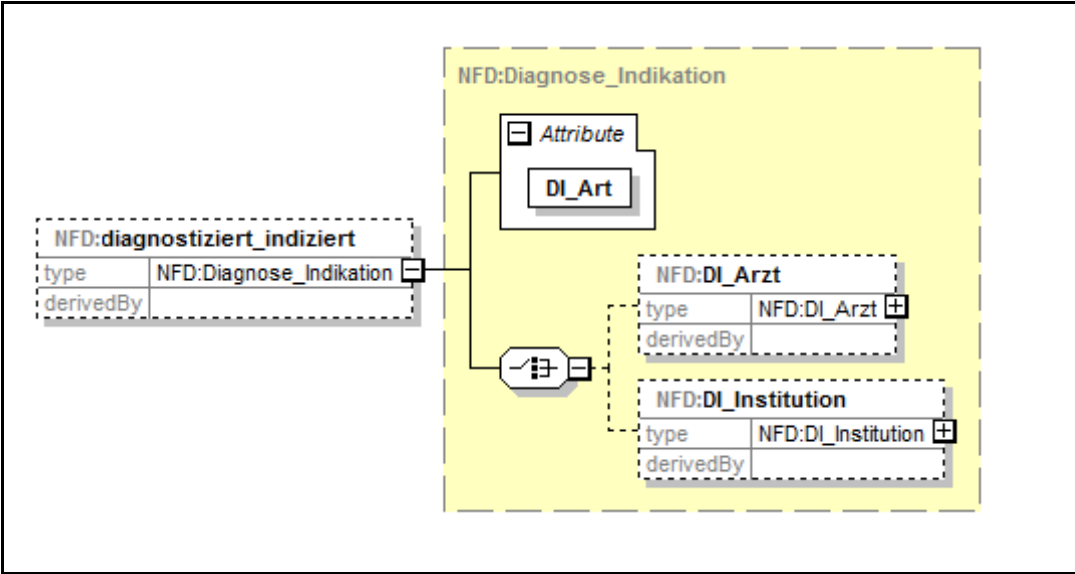 NFD:Diagnose_Indikation
Attribute
DI_Art
NFD:diagnostiziert_indiziert
type NFD:Diagnose_Indikation
derivedBy
NFD:DI_Arzt
type NFD:DI_Arzt
derivedBy
NFD:DI_Institution
type NFD:DI_Institution
derivedBy